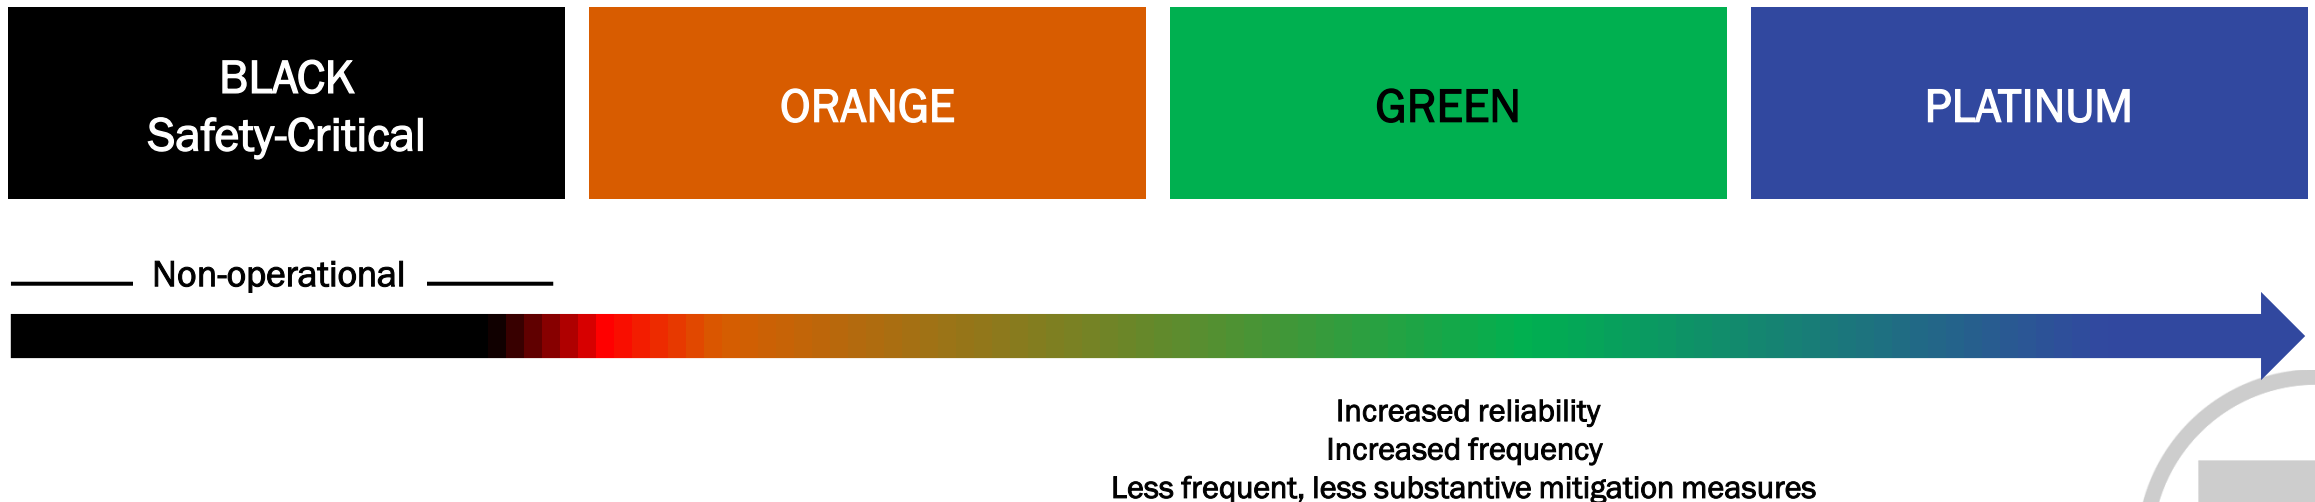 BLACK
Safety-Critical
ORANGE
GREEN
PLATINUM
Non-operational
Increased reliability
Increased frequency
Less frequent, less substantive mitigation measures